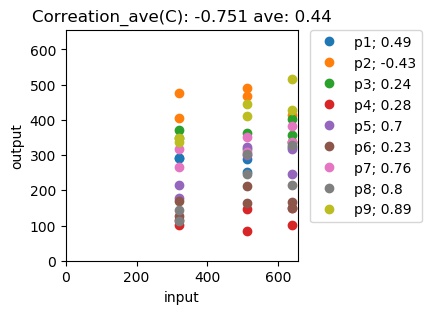 Correation_ave(C): -0.751 ave: 0.44
output
600
500
400
300
200
100
0
0
200
400
600
input
p1; 0.49
p2; -0.43
p3; 0.24
p4; 0.28
p5; 0.7
p6; 0.23
p7; 0.76
p8; 0.8
p9; 0.89